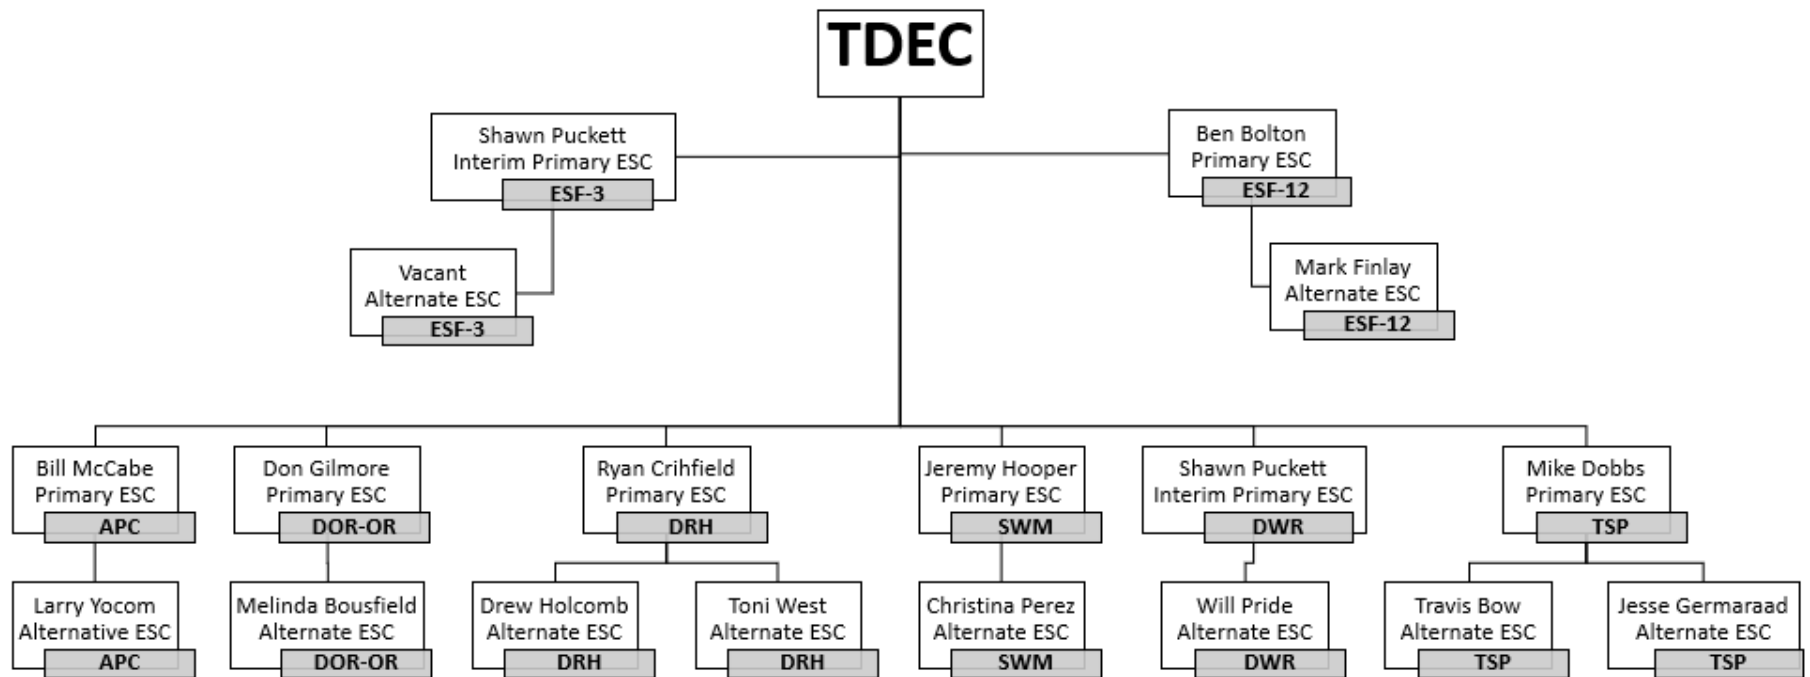 TDEC
Shawn Puckett
Interim Primary ESC
ESF-3
Ben Bolton
Primary ESC
ESF-12
Vacant
Alternate ESC
ESF-3
Mark Finlay
Alternate ESC
ESF-12
Bill McCabe
Primary ESC
APC
Don Gilmore
Primary ESC
DOR-OR
Ryan Crihfield
Primary ESC
DRH
Jeremy Hooper
Primary ESC
SWM
Shawn Puckett
Interim Primary ESC
DWR
Mike Dobbs
Primary ESC
TSP
Larry Yocom
Alternative ESC
APC
Melinda Bousfield
Alternate ESC
DOR-OR
Drew Holcomb
Alternate ESC
DRH
Toni West
Alternate ESC
DRH
Christina Perez
Alternate ESC
SWM
Will Pride
Alternate ESC
DWR
Travis Bow
Alternate ESC
TSP
Jesse Germaraad
Alternate ESC
TSP